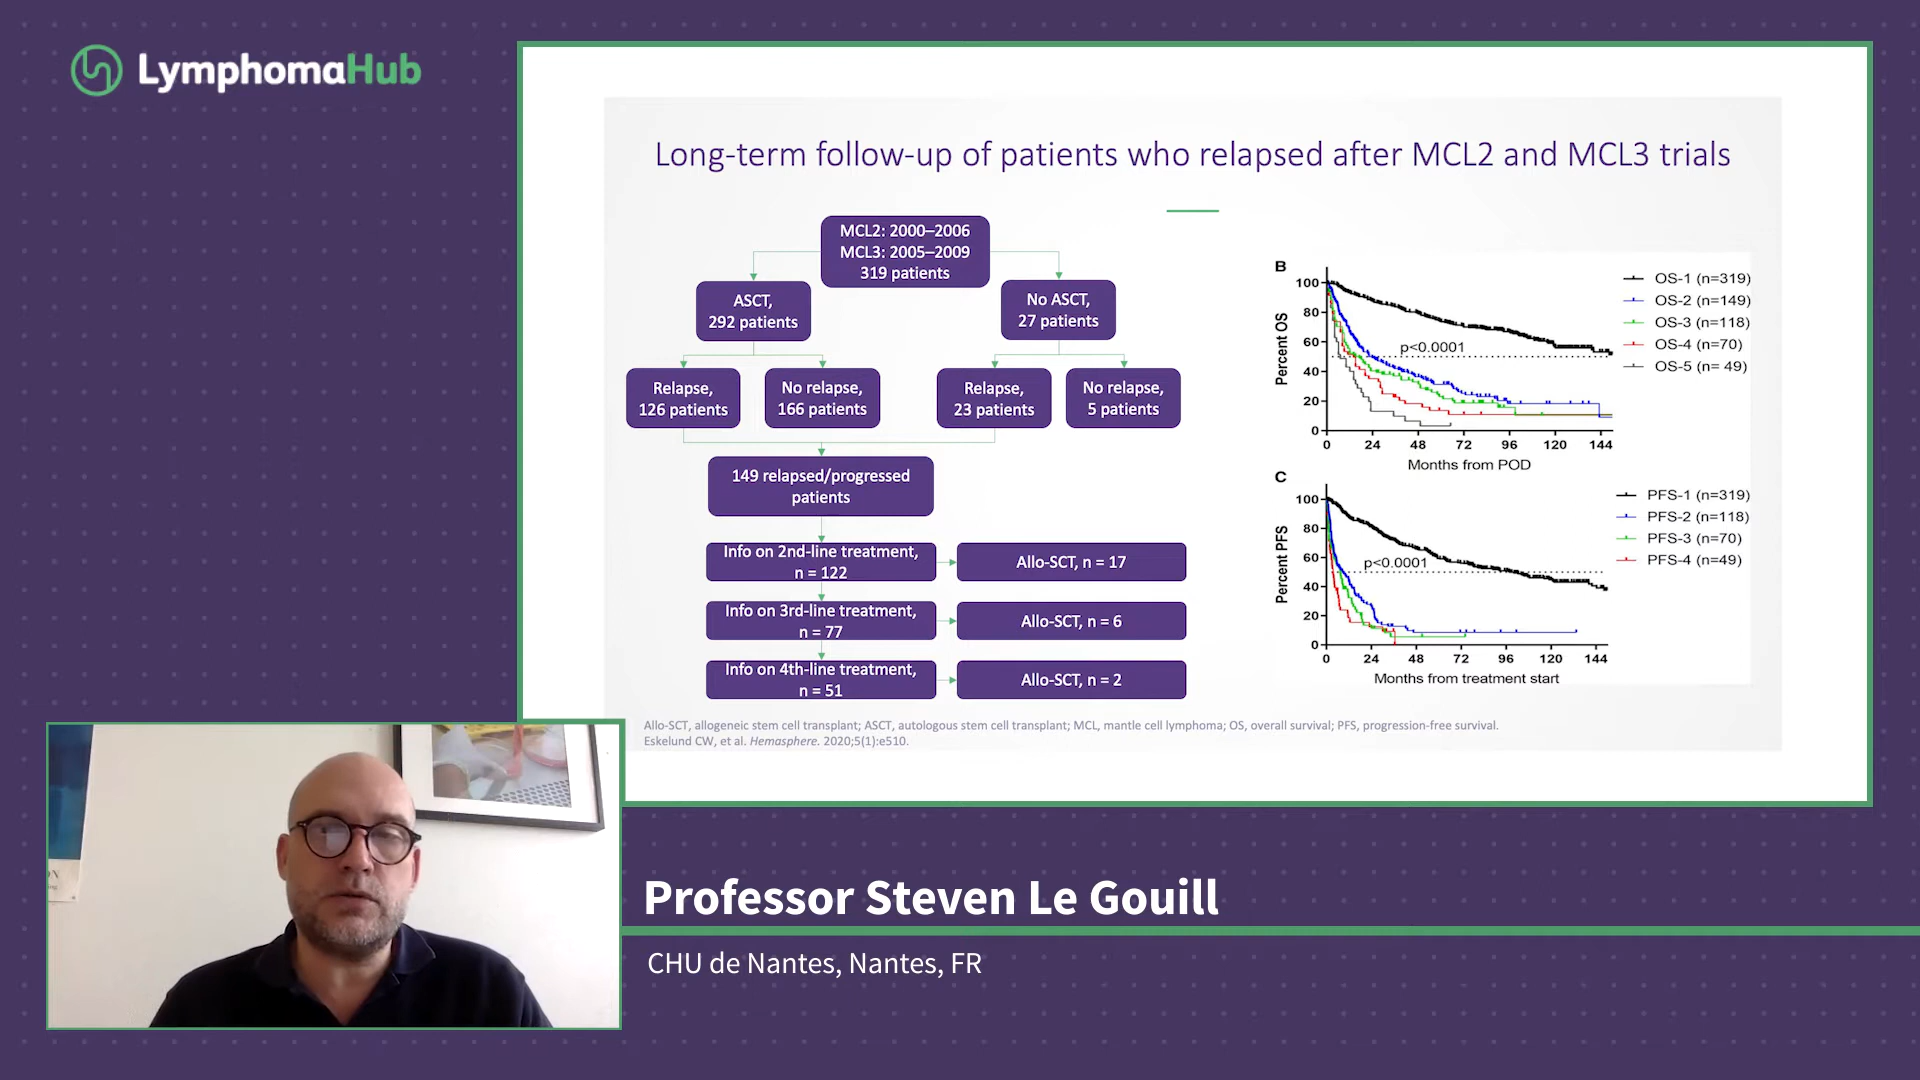 LymphomaHub
Long-term follow-up of patients who relapsed after MCL2 and MCL3 trials
MCL2: 2000–2006
MCL3: 2005–2009
319 patients
ASCT,
292 patients
No ASCT,
27 patients
Relapse,
126 patients
No relapse,
166 patients
Relapse,
23 patients
No relapse,
5 patients
149 relapsed/progressed
patients
Info on 2nd-line treatment,
n = 122
Allo-SCT, n = 17
Info on 3rd-line treatment,
n = 77
Allo-SCT, n = 6
Info on 4th-line treatment,
n = 51
Allo-SCT, n = 2
B
Percent OS
100
80
60
40
20
0
p<0.0001
OS-1 (n=319)
OS-2 (n=149)
OS-3 (n=118)
OS-4 (n=70)
OS-5 (n= 49)
0 24 48 72 96 120 144
Months from POD
C
Percent PFS
100
80
60
40
20
0
p<0.0001
PFS-1 (n=319)
PFS-2 (n=118)
PFS-3 (n=70)
PFS-4 (n=49)
0 24 48 72 96 120 144
Months from treatment start
Allo-SCT, allogeneic stem cell transplant; ASCT, autologous stem cell transplant; MCL, mantle cell lymphoma; OS, overall survival; PFS, progression-free survival.
Eskelund CW, et al. Hemasphere. 2020;5(1):e510.
Professor Steven Le Gouill
CHU de Nantes, Nantes, FR